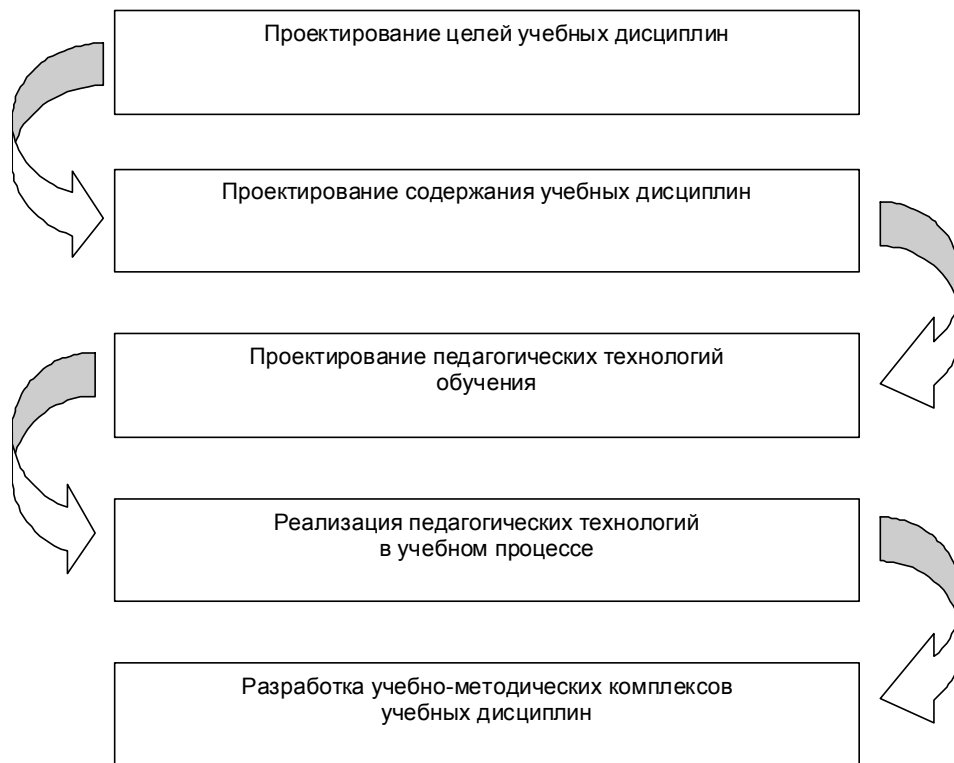 Проектирование целей учебных дисциплин
Проектирование содержания учебных дисциплин
Проектирование педагогических технологий
обучения
Реализация педагогических технологий
в учебном процессе
Разработка учебно-методических комплексов
учебных дисциплин